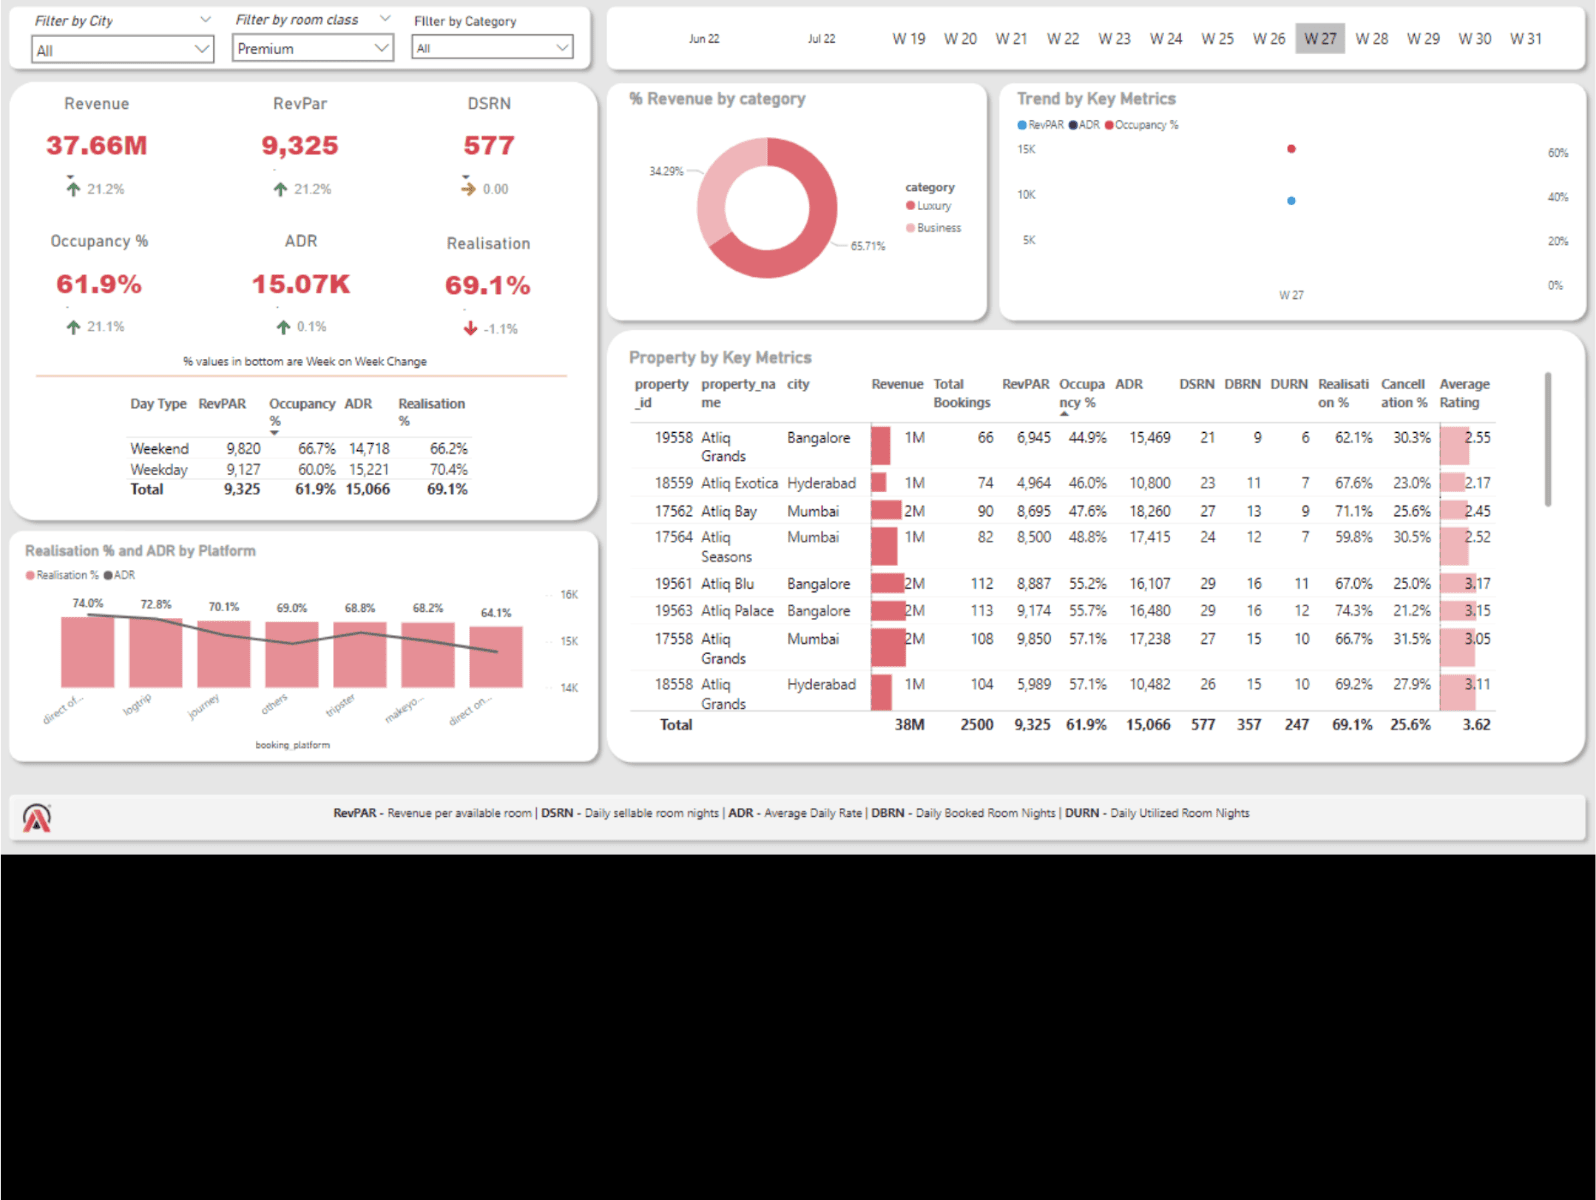 Filter by City
All
Filter by room class
Premium
FIlter by Category
All
Jun 22 Jul 22 W 19 W 20 W 21 W 22 W 23 W 24 W 25 W 26 W 27 W 28 W 29 W 30 W 31
Revenue RevPar DSRN
37.66M 9,325 577
21.2% 21.2% 0.00
Occupancy % ADR Realisation
61.9% 15.07K 69.1%
21.1% 0.1% -1.1%
% values in bottom are Week on Week Change
Day Type RevPAR Occupancy % ADR Realisation %
Weekend 9,820 66.7% 14,718 66.2%
Weekday 9,127 60.0% 15,221 70.4%
Total 9,325 61.9% 15,066 69.1%
Realisation % and ADR by Platform
Realisation % ADR
74.0% 72.8% 70.1% 69.0% 68.8% 68.2% 64.1%
16K
15K
14K
direct of... logtrip journey others tripster makeyo... direct on...
booking_platform
% Revenue by category
34.29%
65.71%
category
Luxury
Business
Trend by Key Metrics
RevPAR ADR Occupancy %
15K
10K
5K
60%
40%
20%
0%
W 27
Property by Key Metrics
property_id property_name city Revenue Total Bookings RevPAR Occupancy % ADR DSRN DBRN DURN Realisation % Cancellation % Average Rating
19558 Atliq Grands Bangalore 1M 66 6,945 44.9% 15,469 21 9 6 62.1% 30.3% 2.55
18559 Atliq Exotica Hyderabad 1M 74 4,964 46.0% 10,800 23 11 7 67.6% 23.0% 2.17
17562 Atliq Bay Mumbai 2M 90 8,695 47.6% 18,260 27 13 9 71.1% 25.6% 2.45
17564 Atliq Seasons Mumbai 1M 82 8,500 48.8% 17,415 24 12 7 59.8% 30.5% 2.52
19561 Atliq Blu Bangalore 2M 112 8,887 55.2% 16,107 29 16 11 67.0% 25.0% 3.17
19563 Atliq Palace Bangalore 2M 113 9,174 55.7% 16,480 29 16 12 74.3% 21.2% 3.15
17558 Atliq Grands Mumbai 2M 108 9,850 57.1% 17,238 27 15 10 66.7% 31.5% 3.05
18558 Atliq Grands Hyderabad 1M 104 5,989 57.1% 10,482 26 15 10 69.2% 27.9% 3.11
Total 38M 2500 9,325 61.9% 15,066 577 357 247 69.1% 25.6% 3.62
RevPAR - Revenue per available room | DSRN - Daily sellable room nights | ADR - Average Daily Rate | DBRN - Daily Booked Room Nights | DURN - Daily Utilized Room Nights